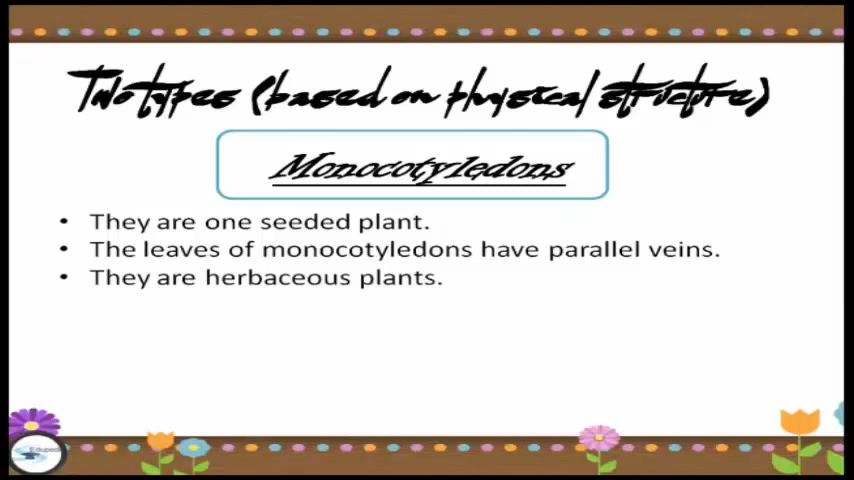 Two types (based on physical structure)
Monocotyledons
• They are one seeded plant.
• The leaves of monocotyledons have parallel veins.
• They are herbaceous plants.